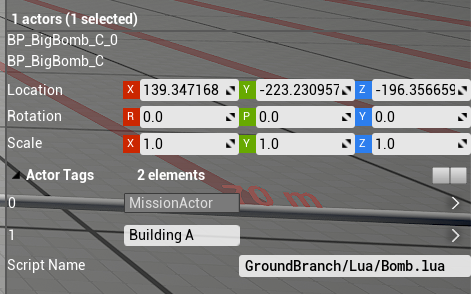 1 actors (1 selected)
BP_BigBomb_C_0
BP_BigBomb_C
Location X 139.347168 Y -223.230957 Z -196.356659
Rotation R 0.0 P 0.0 Y 0.0
Scale X 1.0 Y 1.0 Z 1.0
Actor Tags 2 elements
70 m
0 MissionActor
1 Building A
Script Name GroundBranch/Lua/Bomb.lua